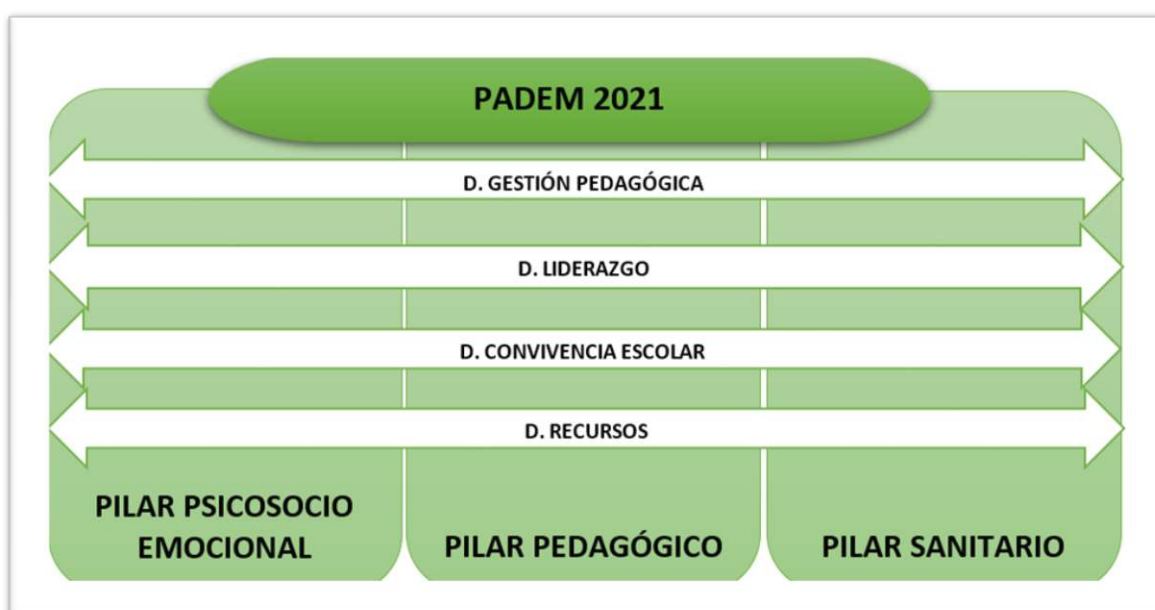 PADEM 2021
D. GESTIÓN PEDAGÓGICA
D. LIDERAZGO
D. CONVIVENCIA ESCOLAR
D. RECURSOS
PILAR PSICOSOCIO
EMOCIONAL
PILAR PEDAGÓGICO
PILAR SANITARIO